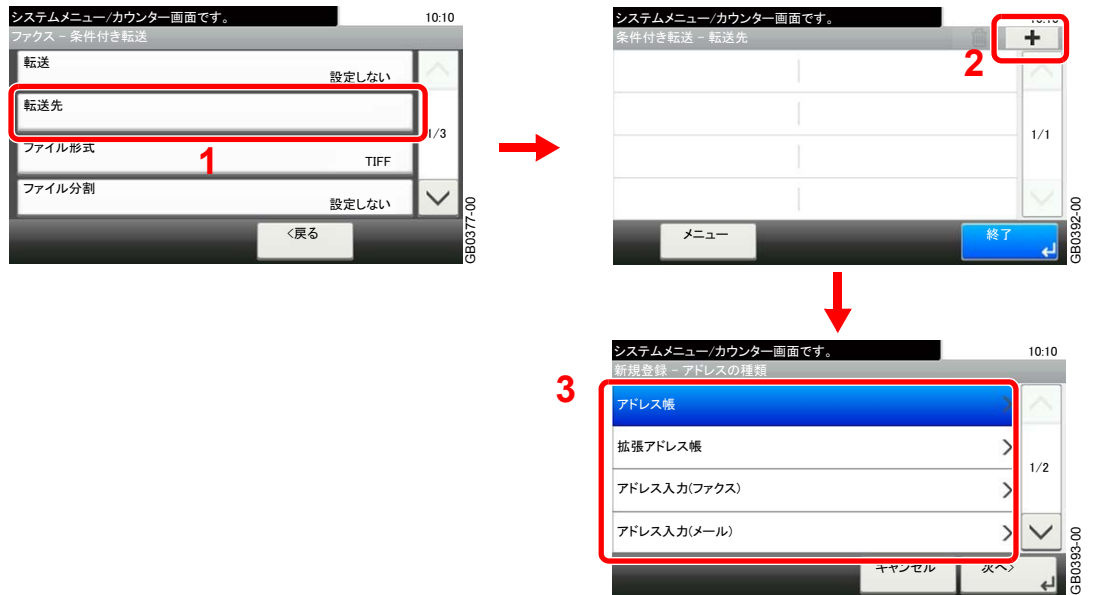 システムメニュー/カウンター画面です。
10:10
ファクス - 条件付き転送
転送
設定しない
転送先
1/3
ファイル形式
1
TIFF
ファイル分割
設定しない
<戻る
GB0377-00
システムメニュー/カウンター画面です。
10:10
条件付き転送 - 転送先
+
2
1/1
メニュー
終了
GB0392-00
システムメニュー/カウンター画面です。
10:10
新規登録 - アドレスの種類
3
アドレス帳
拡張アドレス帳
1/2
アドレス入力(ファクス)
アドレス入力(メール)
キャンセル
次へ>
GB0393-00